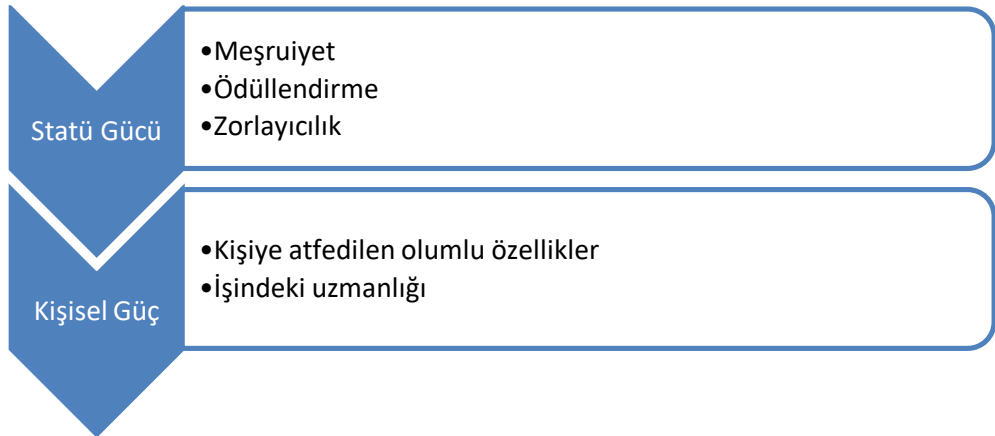 Statü Gücü
•Meşruiyet
•Ödüllendirme
•Zorlayıcılık
Kişisel Güç
•Kişiye atfedilen olumlu özellikler
•İşindeki uzmanlığı